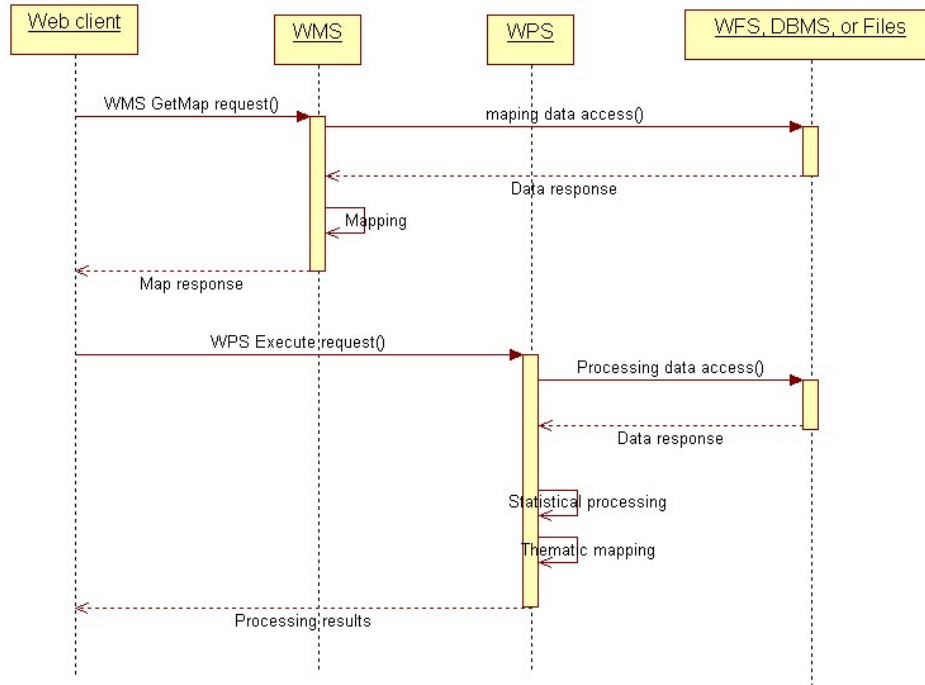 Web client
WMS
WPS
WFS, DBMS, or Files
WMS GetMap request()
maping data access()
Data response
Mapping
Map response
WPS Execute request()
Processing data access()
Data response
Statistical processing
Thematic mapping
Processing results